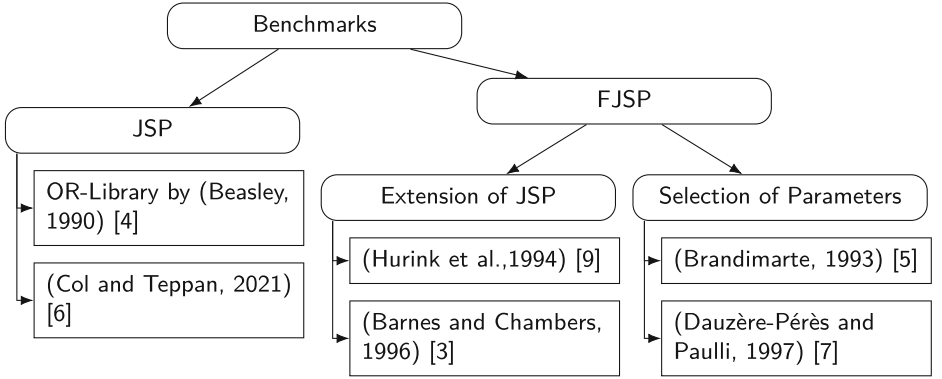 Benchmarks
FJSP
JSP
OR-Library by (Beasley,
1990) [4]
(Col and Teppan, 2021)
[6]
Extension of JSP
(Hurink et al.,1994) [9]
(Barnes and Chambers,
1996) [3]
Selection of Parameters
(Brandimarte, 1993) [5]
(Dauzère-Pérès and
Paulli, 1997) [7]